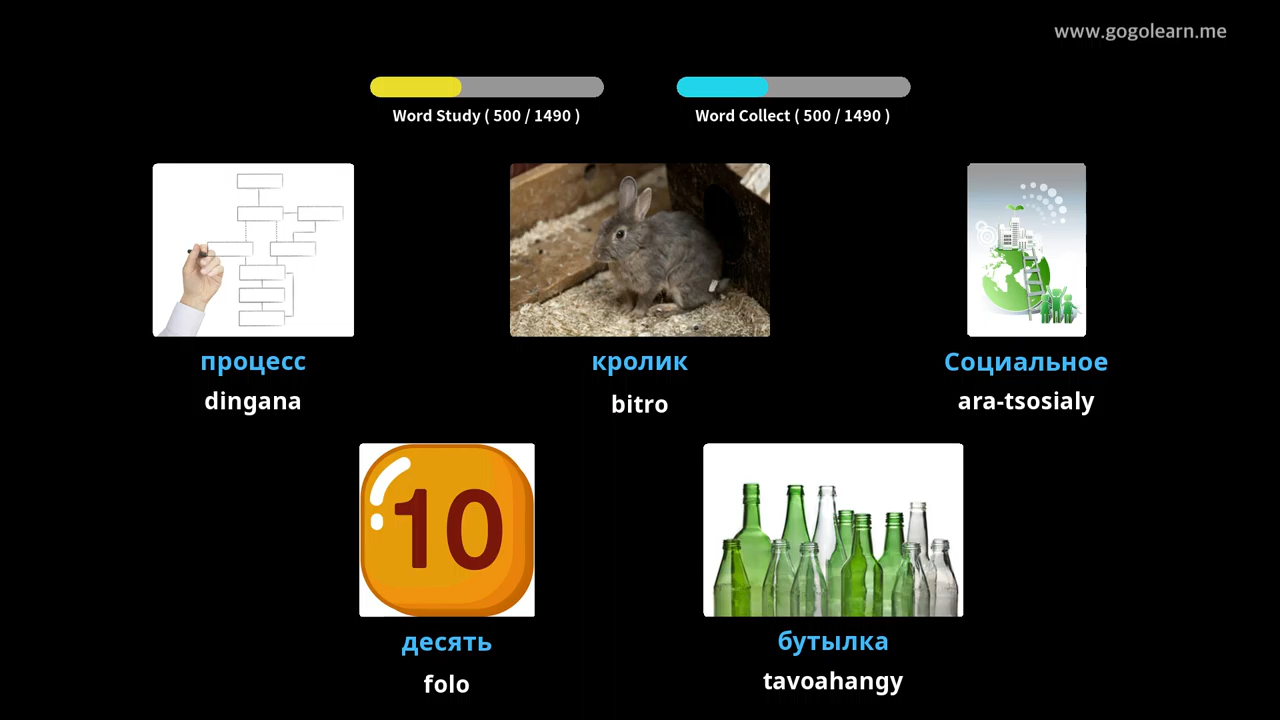 www.gogolearn.me
Word Study ( 500 / 1490 )
Word Collect ( 500 / 1490 )
процесс
dingana
кролик
bitro
Социальное
ara-tsosialy
10
десять
folo
бутылка
tavoahangy